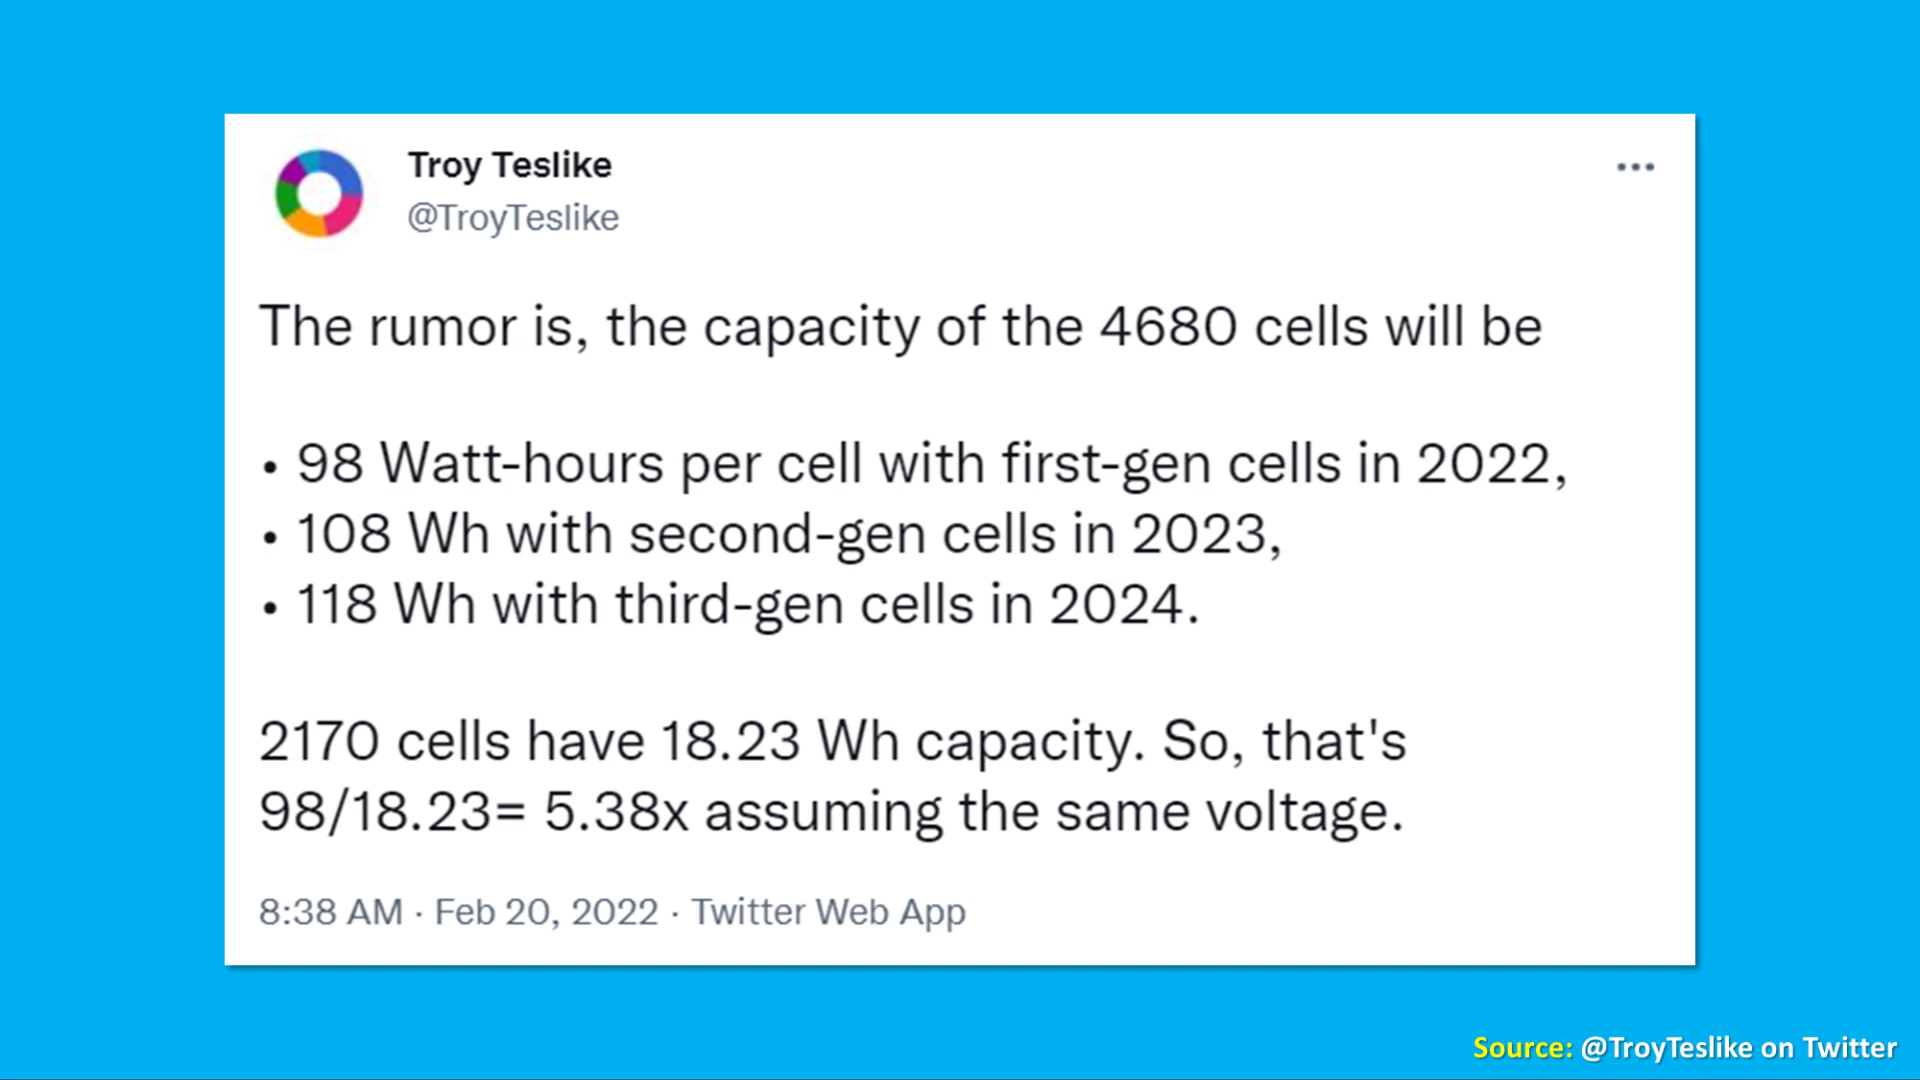 Troy Teslike
@TroyTeslike
The rumor is, the capacity of the 4680 cells will be
• 98 Watt-hours per cell with first-gen cells in 2022,
• 108 Wh with second-gen cells in 2023,
• 118 Wh with third-gen cells in 2024.
2170 cells have 18.23 Wh capacity. So, that's
98/18.23= 5.38x assuming the same voltage.
8:38 AM · Feb 20, 2022 · Twitter Web App
Source: @TroyTeslike on Twitter